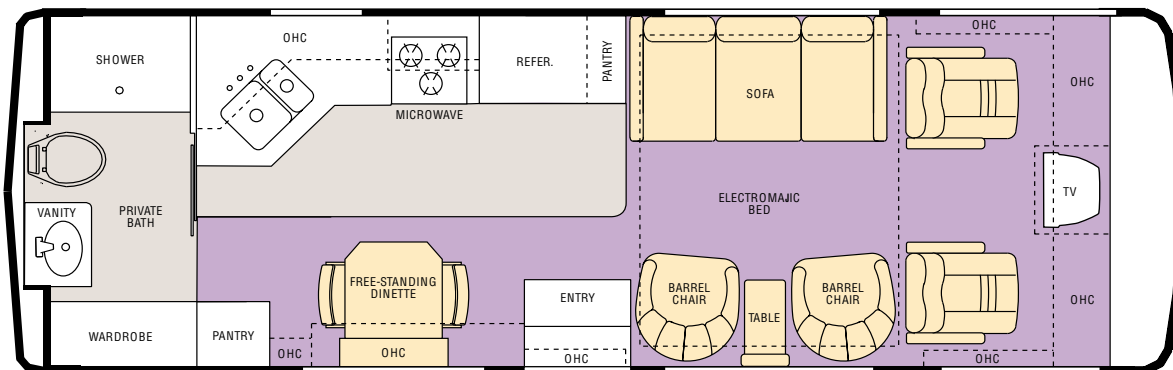 OHC
SHOWER
OHC
REFER.
PANTRY
SOFA
OHC
MICROWAVE
VANITY
PRIVATE
BATH
ELECTROMAJIC
BED
TV
FREE-STANDING
DINETTE
ENTRY
BARREL
CHAIR
BARREL
CHAIR
TABLE
OHC
WARDROBE
PANTRY
OHC
OHC
OHC
OHC